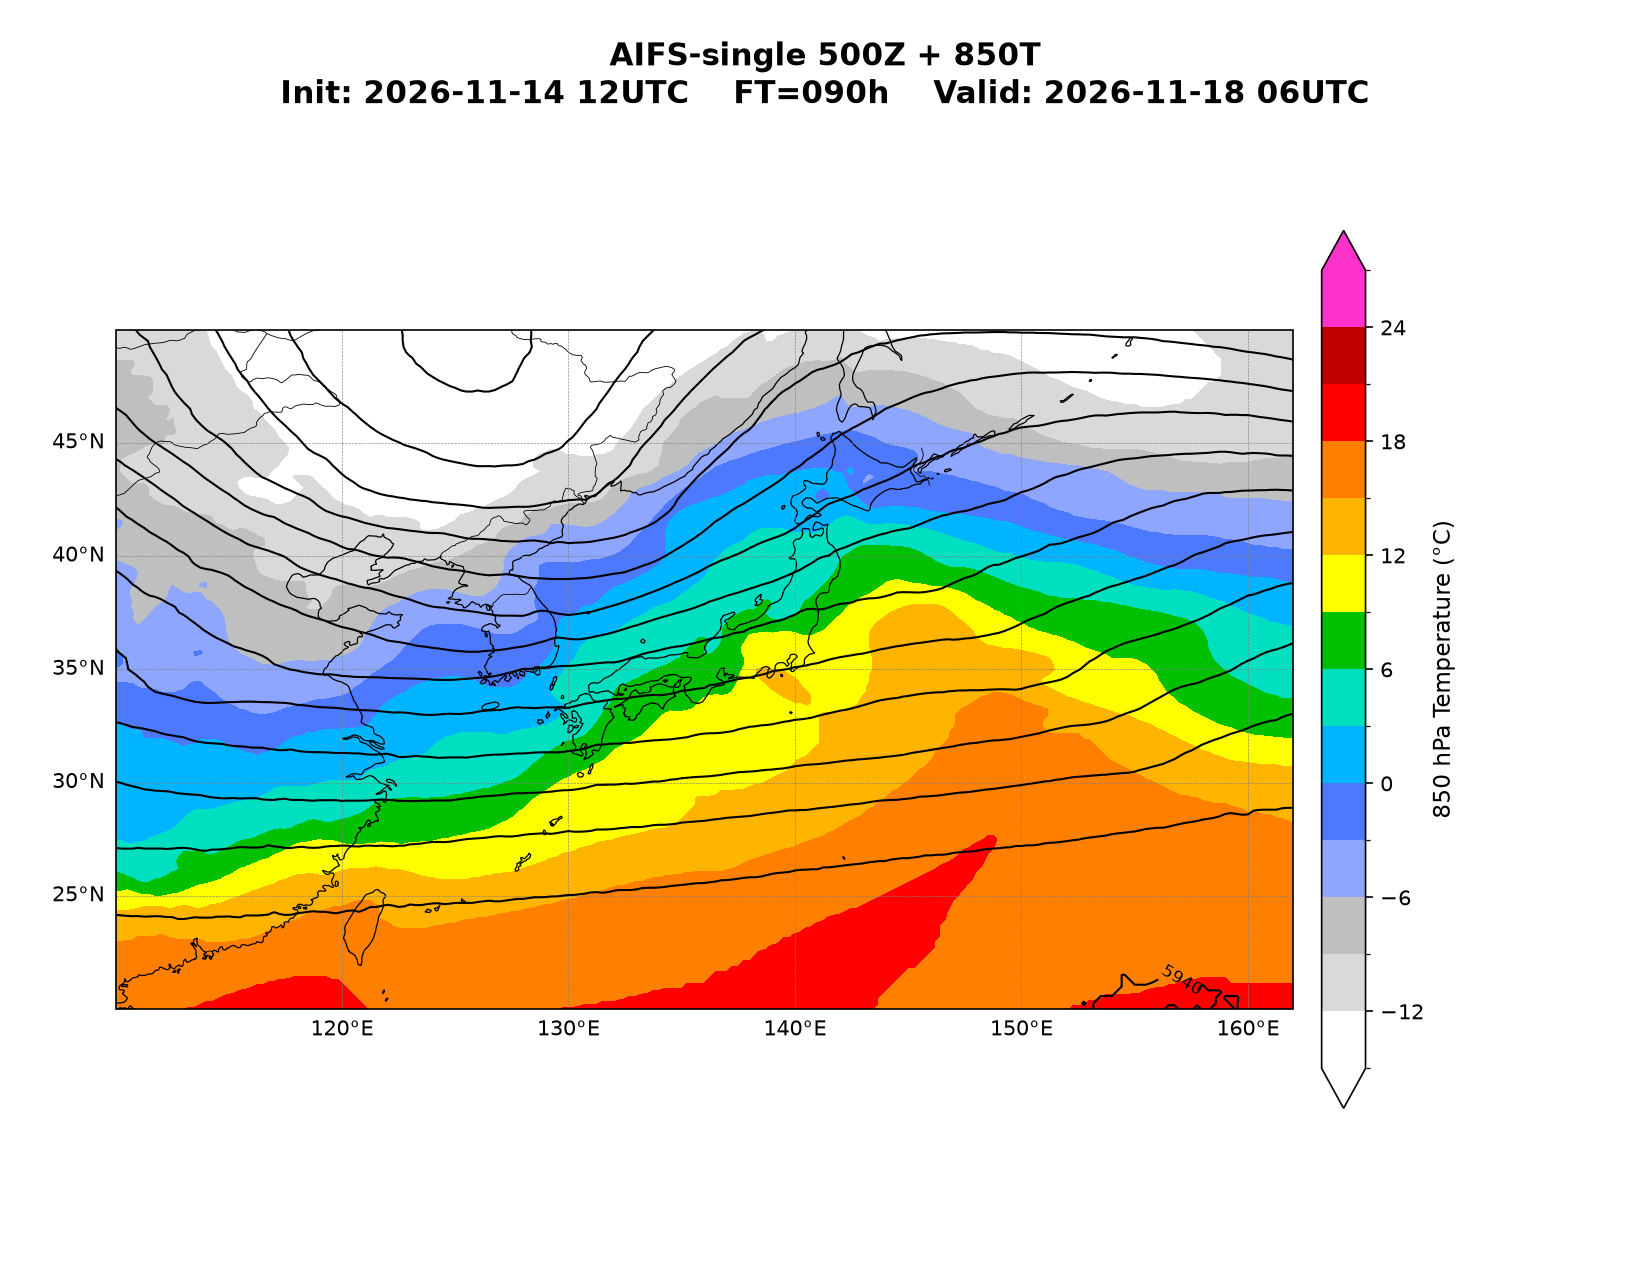 AIFS-single 500Z + 850T
Init: 2026-11-14 12UTC    FT=090h    Valid: 2026-11-18 06UTC
45°N
40°N
35°N
30°N
25°N
120°E
130°E
140°E
150°E
160°E
5940
24
18
12
6
0
−6
−12
850 hPa Temperature (°C)